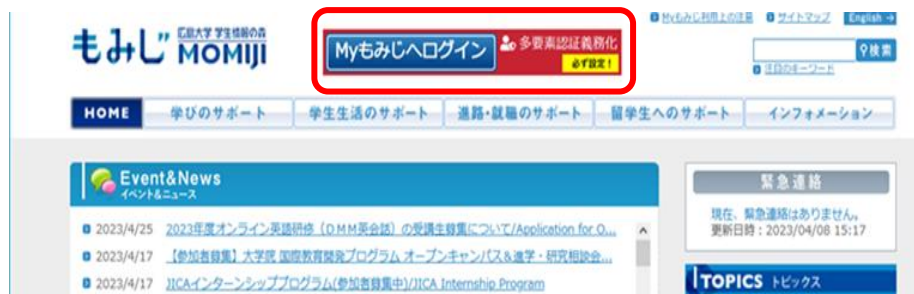 Myもみじ利用上の注意
サイトマップ
English
広島大学 学生情報の森
もみじ MOMIJI
Myもみじへログイン
多要素認証義務化
必ず設定！
検索
注目のキーワード
HOME 学びのサポート 学生生活のサポート 進路・就職のサポート 留学生へのサポート インフォメーション
Event&News
イベント&ニュース
2023/4/25 2023年度オンライン英語研修（DMM英会話）の受講生募集について/Application for O...
2023/4/17 【参加者募集】大学院 国際教育開発プログラム オープンキャンパス&進学・研究相談会...
2023/4/17 JICAインターンシッププログラム(参加者募集中)/JICA Internship Program
緊急連絡
現在、緊急連絡はありません。
更新日時：2023/04/08 15:17
TOPICS トピックス